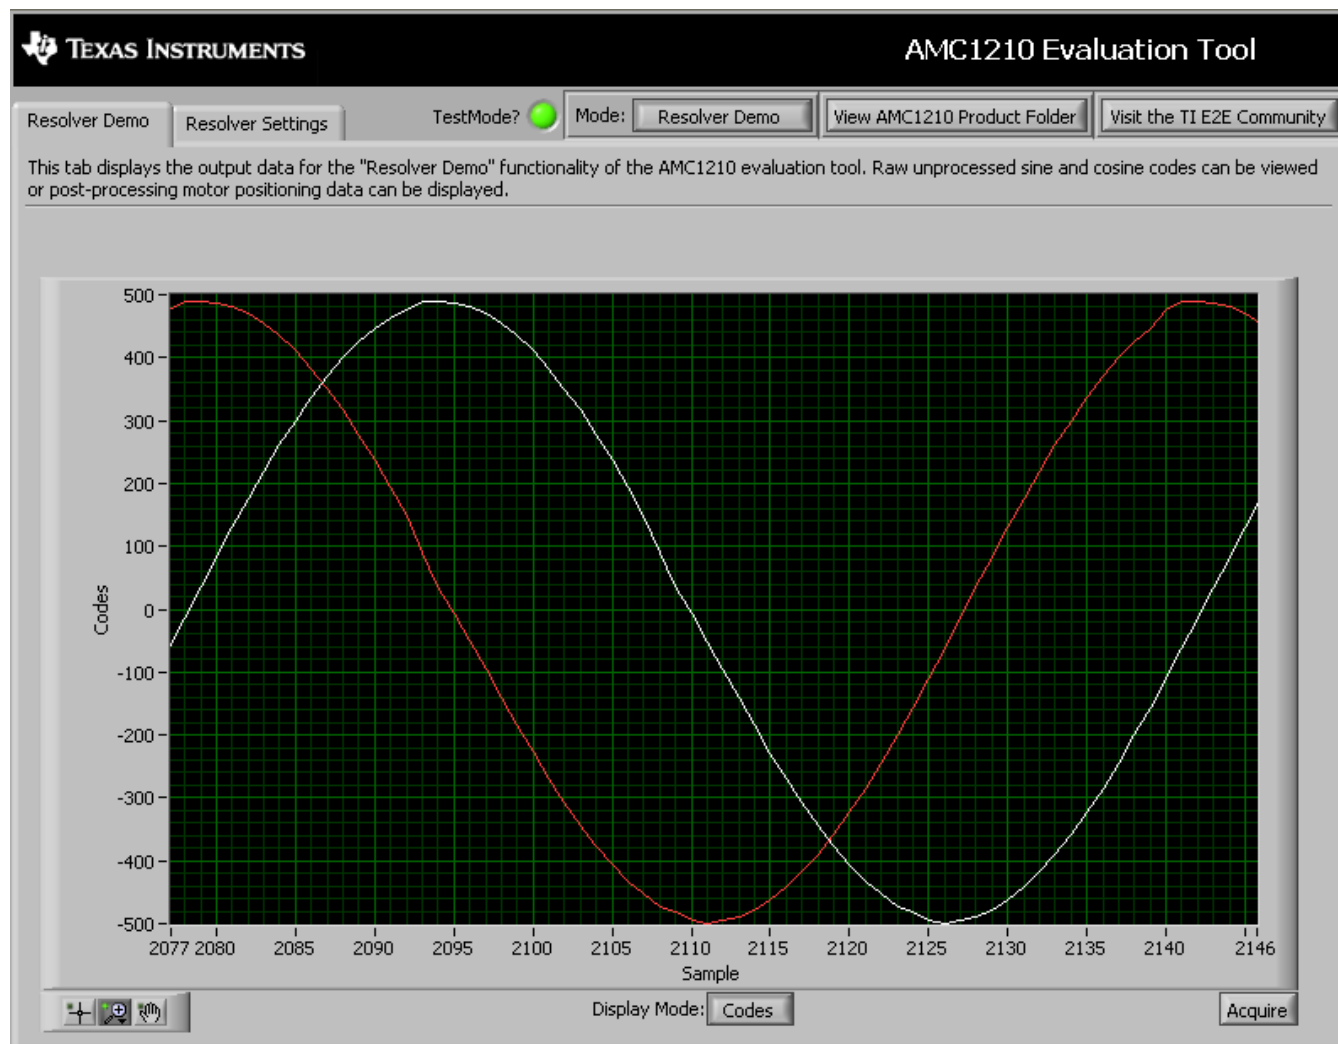 TEXAS INSTRUMENTS
AMC1210 Evaluation Tool
Resolver Demo
Resolver Settings
TestMode?
Mode:
Resolver Demo
View AMC1210 Product Folder
Visit the TI E2E Community
This tab displays the output data for the "Resolver Demo" functionality of the AMC1210 evaluation tool. Raw unprocessed sine and cosine codes can be viewed
or post-processing motor positioning data can be displayed.
500
400
300
200
100
0
-100
-200
-300
-400
-500
Codes
2077 2080 2085 2090 2095 2100 2105 2110 2115 2120 2125 2130 2135 2140 2146
Sample
Display Mode: Codes
Acquire